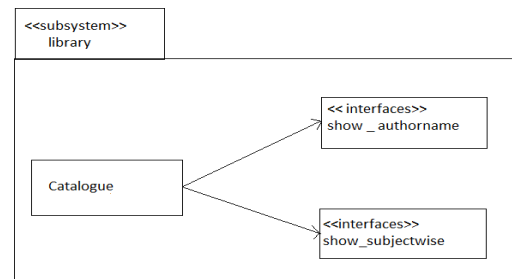 <<subsystem>>
library
<< interfaces>>
show _ authorname
Catalogue
<<interfaces>>
show_subjectwise